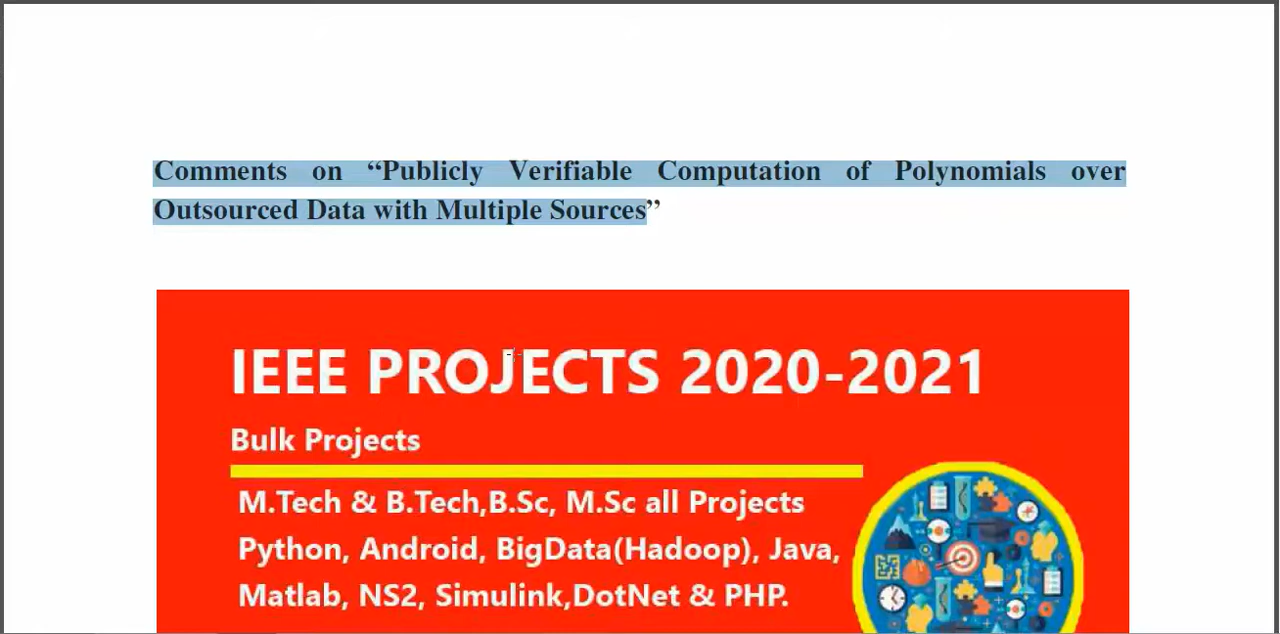 Comments on “Publicly Verifiable Computation of Polynomials over
Outsourced Data with Multiple Sources”
IEEE PROJECTS 2020-2021
Bulk Projects
M.Tech & B.Tech,B.Sc, M.Sc all Projects
Python, Android, BigData(Hadoop), Java,
Matlab, NS2, Simulink,DotNet & PHP.